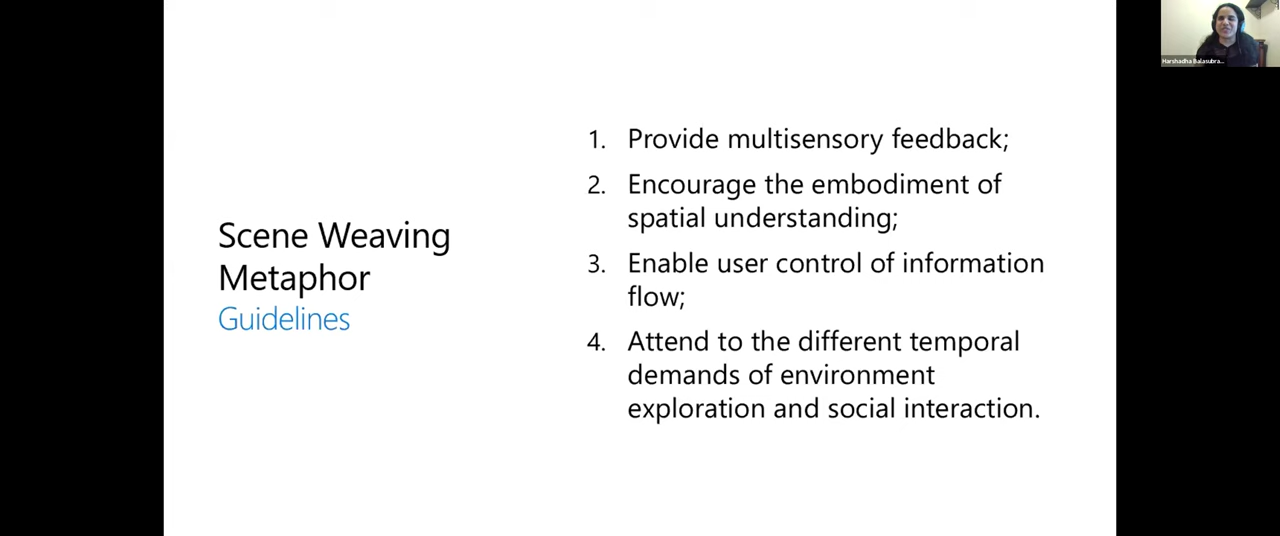 Harshadha Balasubra...
Scene Weaving
Metaphor
Guidelines
1. Provide multisensory feedback;
2. Encourage the embodiment of
spatial understanding;
3. Enable user control of information
flow;
4. Attend to the different temporal
demands of environment
exploration and social interaction.